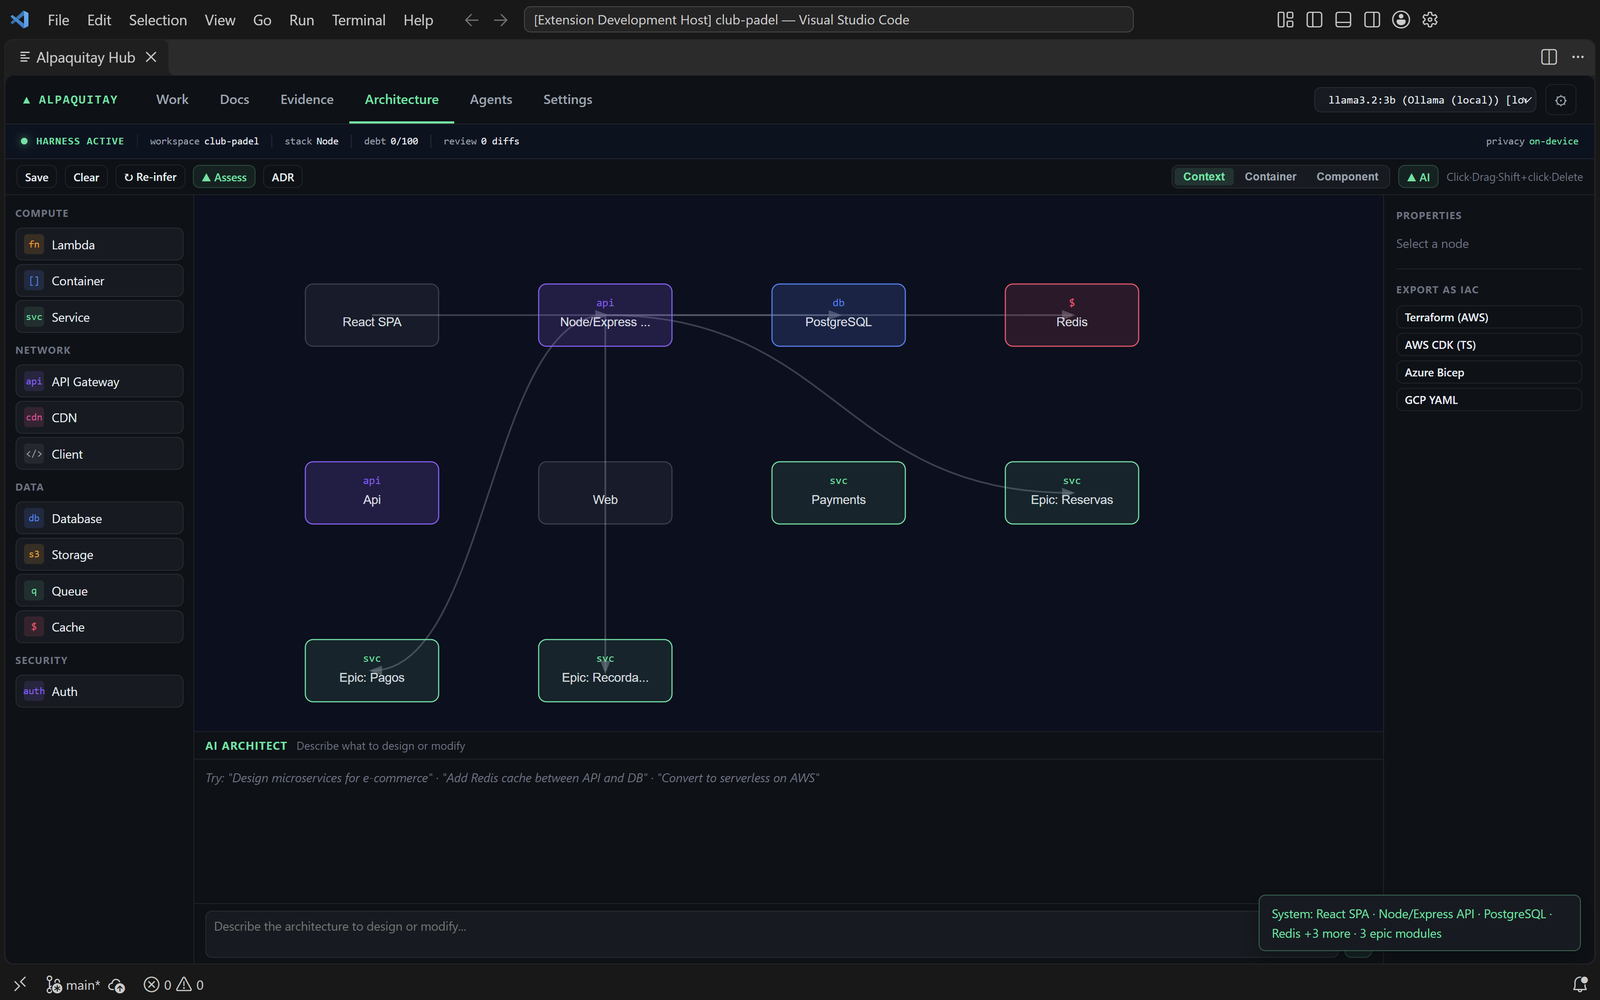 File Edit Selection View Go Run Terminal Help
[Extension Development Host] club-padel — Visual Studio Code
Alpaquitay Hub
▲ ALPAQUITAY Work Docs Evidence Architecture Agents Settings
llama3.2:3b (Ollama (local)) [lo
HARNESS ACTIVE workspace club-padel stack Node debt 0/100 review 0 diffs privacy on-device
Save Clear ↻ Re-infer ▲ Assess ADR
Context Container Component ▲ AI Click·Drag·Shift+click·Delete
COMPUTE
fn Lambda
[] Container
svc Service
NETWORK
api API Gateway
cdn CDN
</> Client
DATA
db Database
s3 Storage
q Queue
$ Cache
SECURITY
auth Auth
React SPA
api
Node/Express ...
db
PostgreSQL
$
Redis
api
Api
Web
svc
Payments
svc
Epic: Reservas
svc
Epic: Pagos
svc
Epic: Recorda...
PROPERTIES
Select a node
EXPORT AS IAC
Terraform (AWS)
AWS CDK (TS)
Azure Bicep
GCP YAML
AI ARCHITECT Describe what to design or modify
Try: "Design microservices for e-commerce" · "Add Redis cache between API and DB" · "Convert to serverless on AWS"
Describe the architecture to design or modify...
System: React SPA · Node/Express API · PostgreSQL ·
Redis +3 more · 3 epic modules
main* 0 0